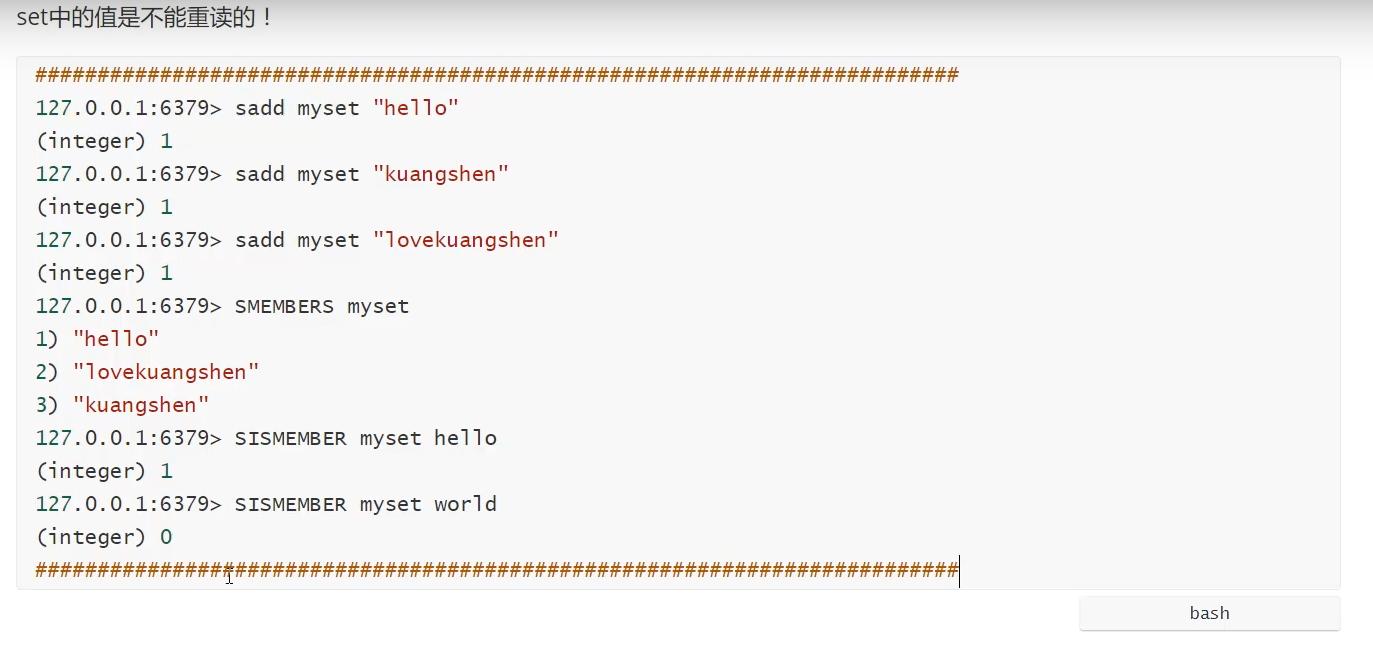 set中的值是不能重读的！
##########################################################################
127.0.0.1:6379> sadd myset "hello"
(integer) 1
127.0.0.1:6379> sadd myset "kuangshen"
(integer) 1
127.0.0.1:6379> sadd myset "lovekuangshen"
(integer) 1
127.0.0.1:6379> SMEMBERS myset
1) "hello"
2) "lovekuangshen"
3) "kuangshen"
127.0.0.1:6379> SISMEMBER myset hello
(integer) 1
127.0.0.1:6379> SISMEMBER myset world
(integer) 0
##########################################################################
bash